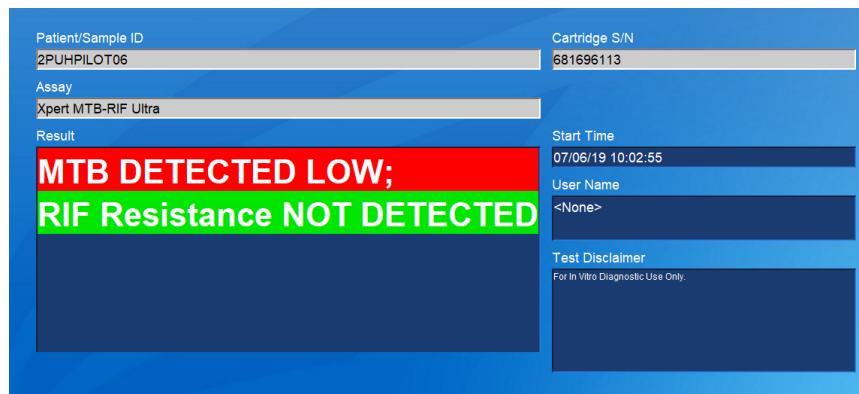 Patient/Sample ID
2PUHPILOT06
Cartridge S/N
681696113
Assay
Xpert MTB-RIF Ultra
Result
MTB DETECTED LOW;
RIF Resistance NOT DETECTED
Start Time
07/06/19 10:02:55
User Name
<None>
Test Disclaimer
For In Vitro Diagnostic Use Only.